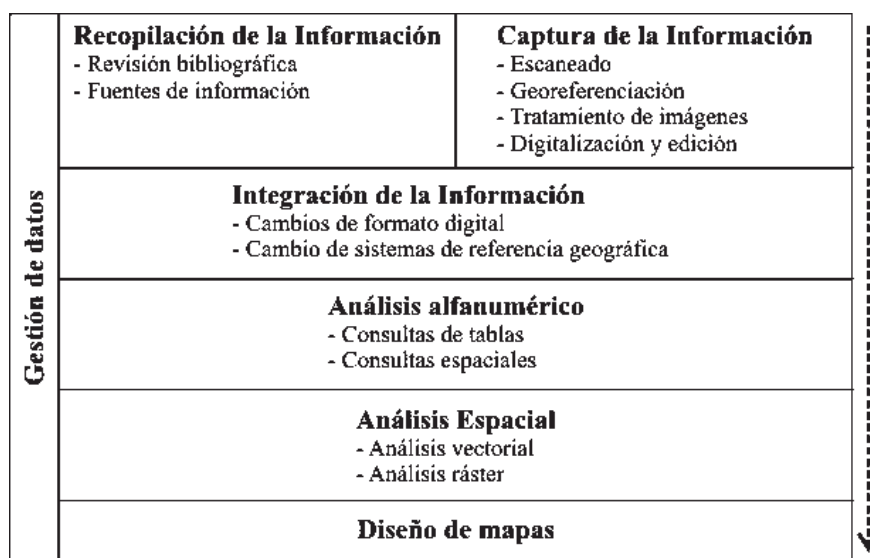 Gestión de datos
Recopilación de la Información
- Revisión bibliográfica
- Fuentes de información
Captura de la Información
- Escaneado
- Georeferenciación
- Tratamiento de imágenes
- Digitalización y edición
Integración de la Información
- Cambios de formato digital
- Cambio de sistemas de referencia geográfica
Análisis alfanumérico
- Consultas de tablas
- Consultas espaciales
Análisis Espacial
- Análisis vectorial
- Análisis ráster
Diseño de mapas